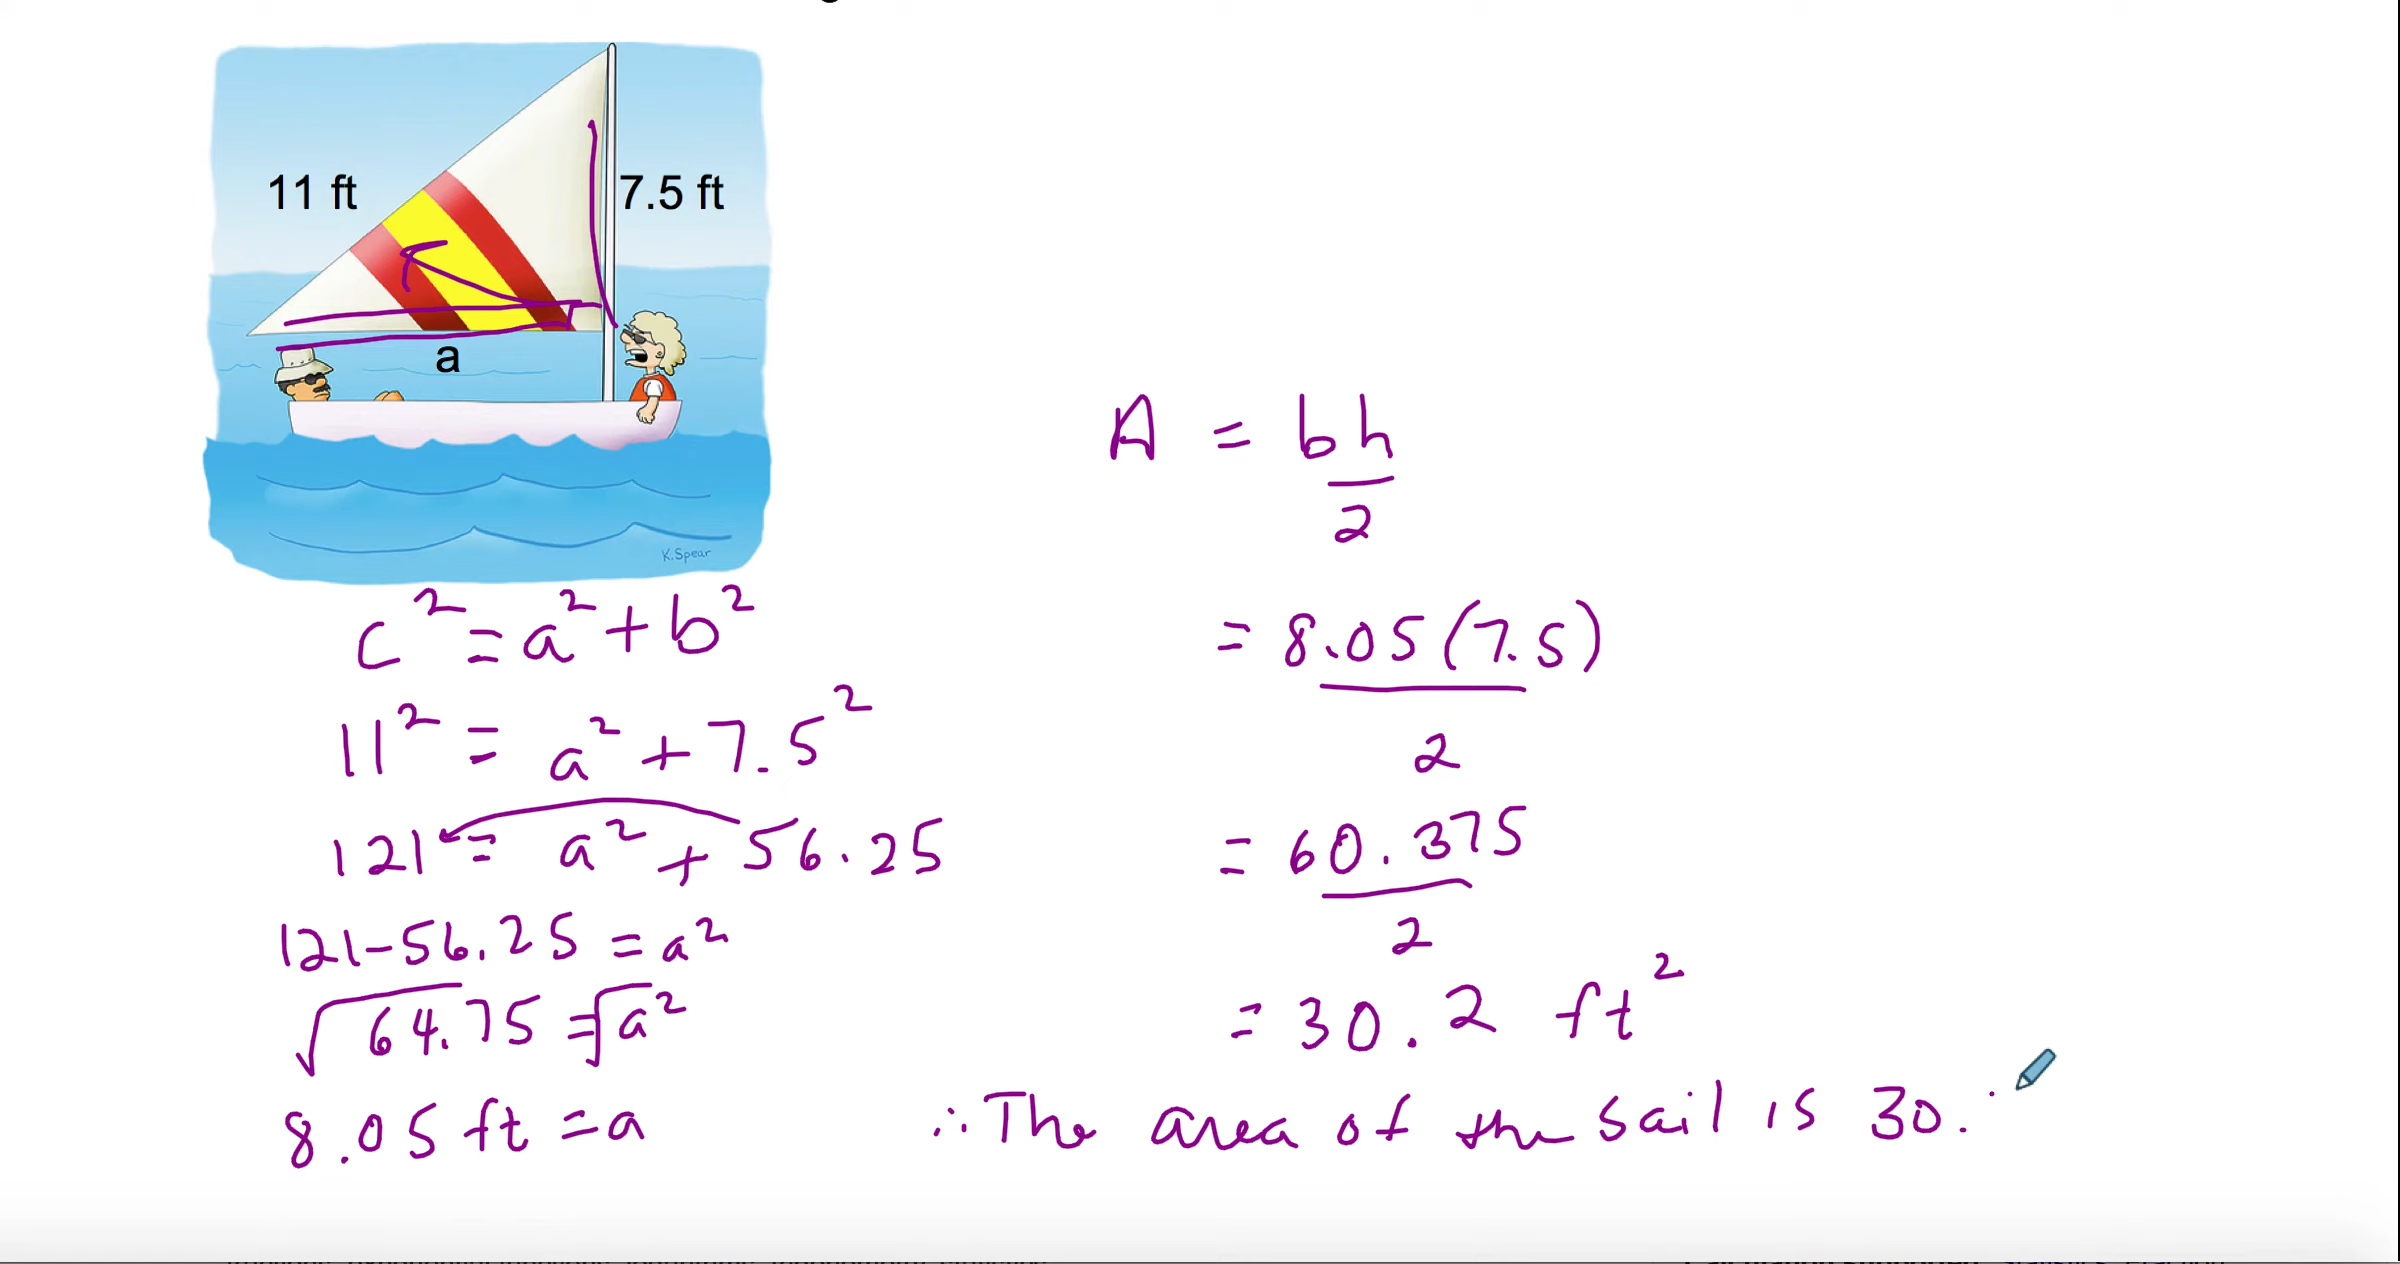 11 ft
7.5 ft
a
K.Spear
c² = a² + b²
11² = a² + 7.5²
121 = a² + 56.25
121 - 56.25 = a²
√64.75 = √a²
8.05 ft = a
A = bh/2
= 8.05(7.5)/2
= 60.375/2
= 30.2 ft²
∴ The area of the sail is 30.